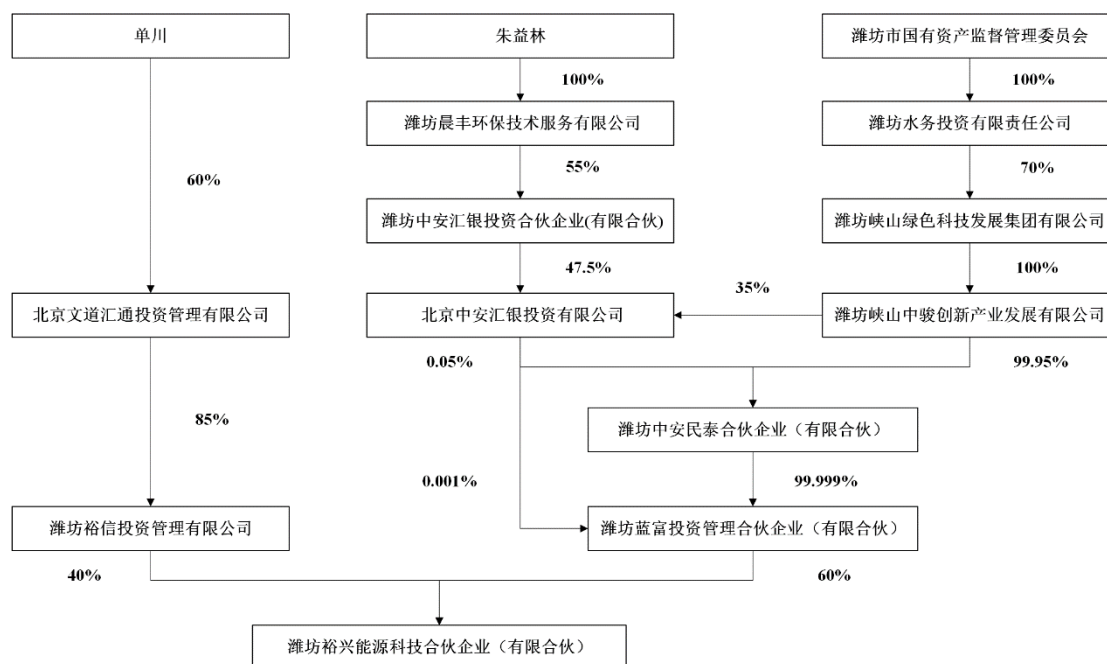 单川
朱益林
潍坊市国有资产监督管理委员会
100%
100%
潍坊晨丰环保技术服务有限公司
潍坊水务投资有限责任公司
60%
55%
70%
潍坊中安汇银投资合伙企业(有限合伙)
潍坊峡山绿色科技发展集团有限公司
47.5%
100%
35%
北京文道汇通投资管理有限公司
北京中安汇银投资有限公司
潍坊峡山中骏创新产业发展有限公司
0.05%
99.95%
85%
潍坊中安民泰合伙企业（有限合伙）
0.001%
99.999%
潍坊裕信投资管理有限公司
潍坊蓝富投资管理合伙企业（有限合伙）
40%
60%
潍坊裕兴能源科技合伙企业（有限合伙）